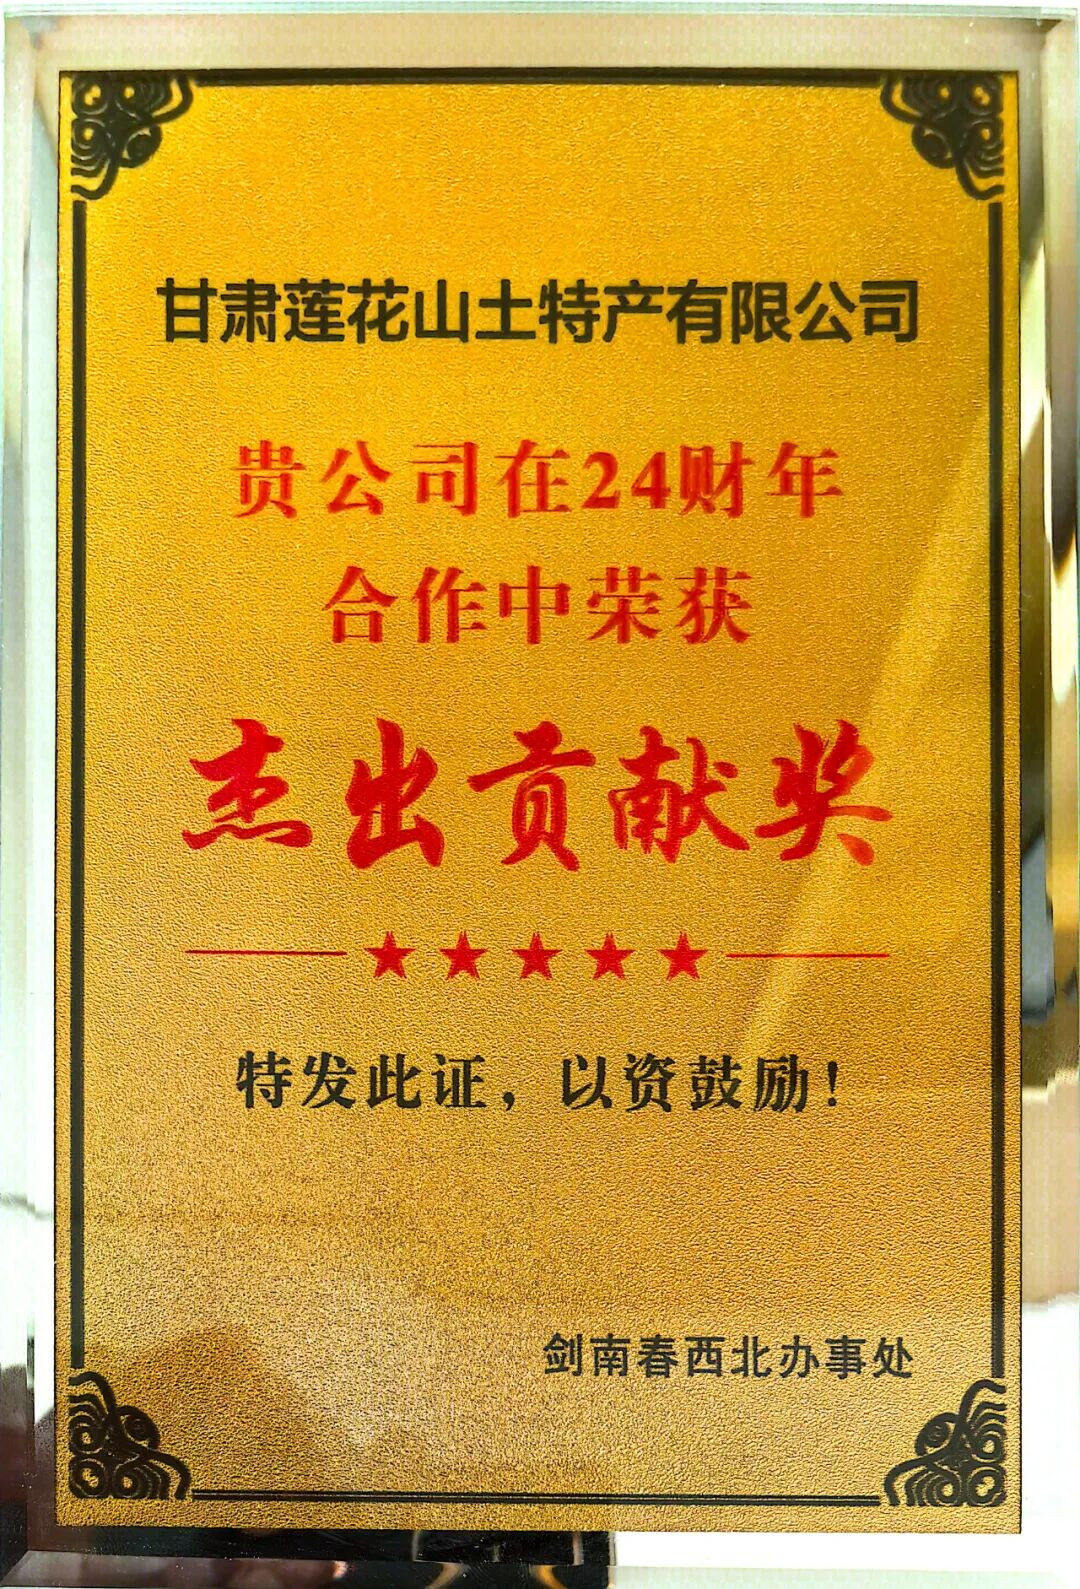 甘肃莲花山土特产有限公司
贵公司在24财年
合作中荣获
杰出贡献奖
特发此证，以资鼓励！
剑南春西北办事处